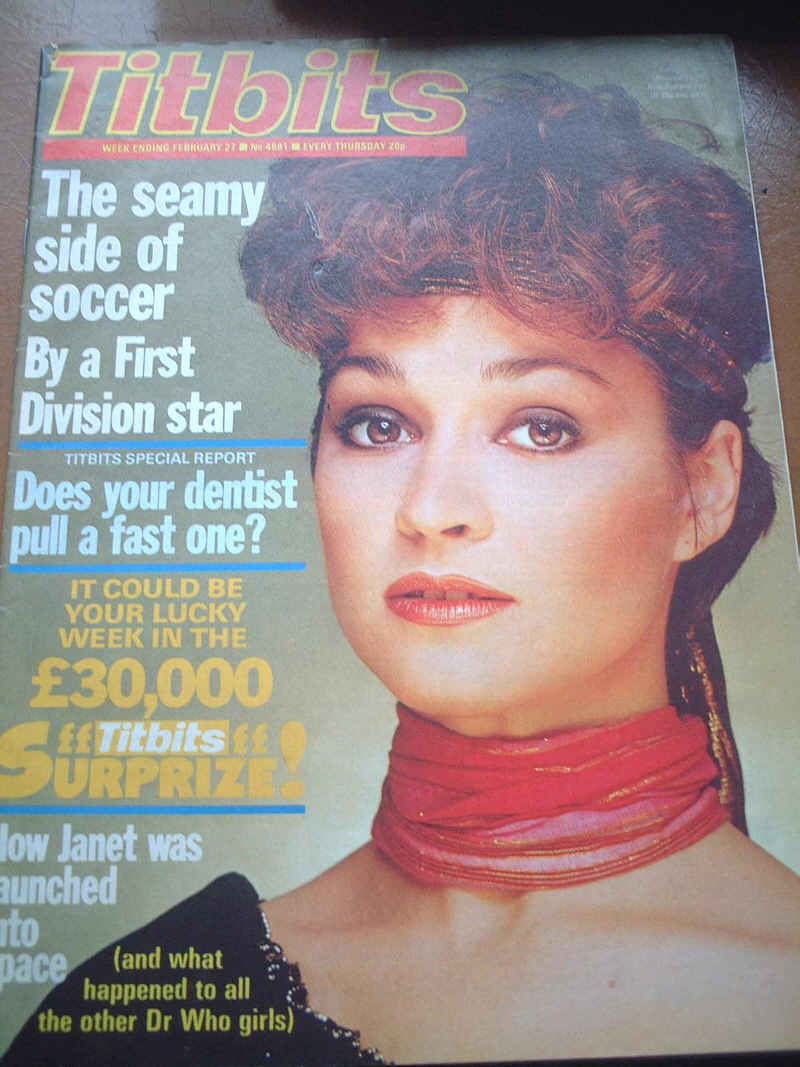 Titbits
WEEK ENDING FEBRUARY 27 ■ No 4981 ■ EVERY THURSDAY 20p
The seamy
side of
soccer
By a First
Division star
TITBITS SPECIAL REPORT
Does your dentist
pull a fast one?
IT COULD BE
YOUR LUCKY
WEEK IN THE
£30,000
££ Titbits ££
SURPRIZE!
low Janet was
aunched
nto
pace
(and what
happened to all
the other Dr Who girls)